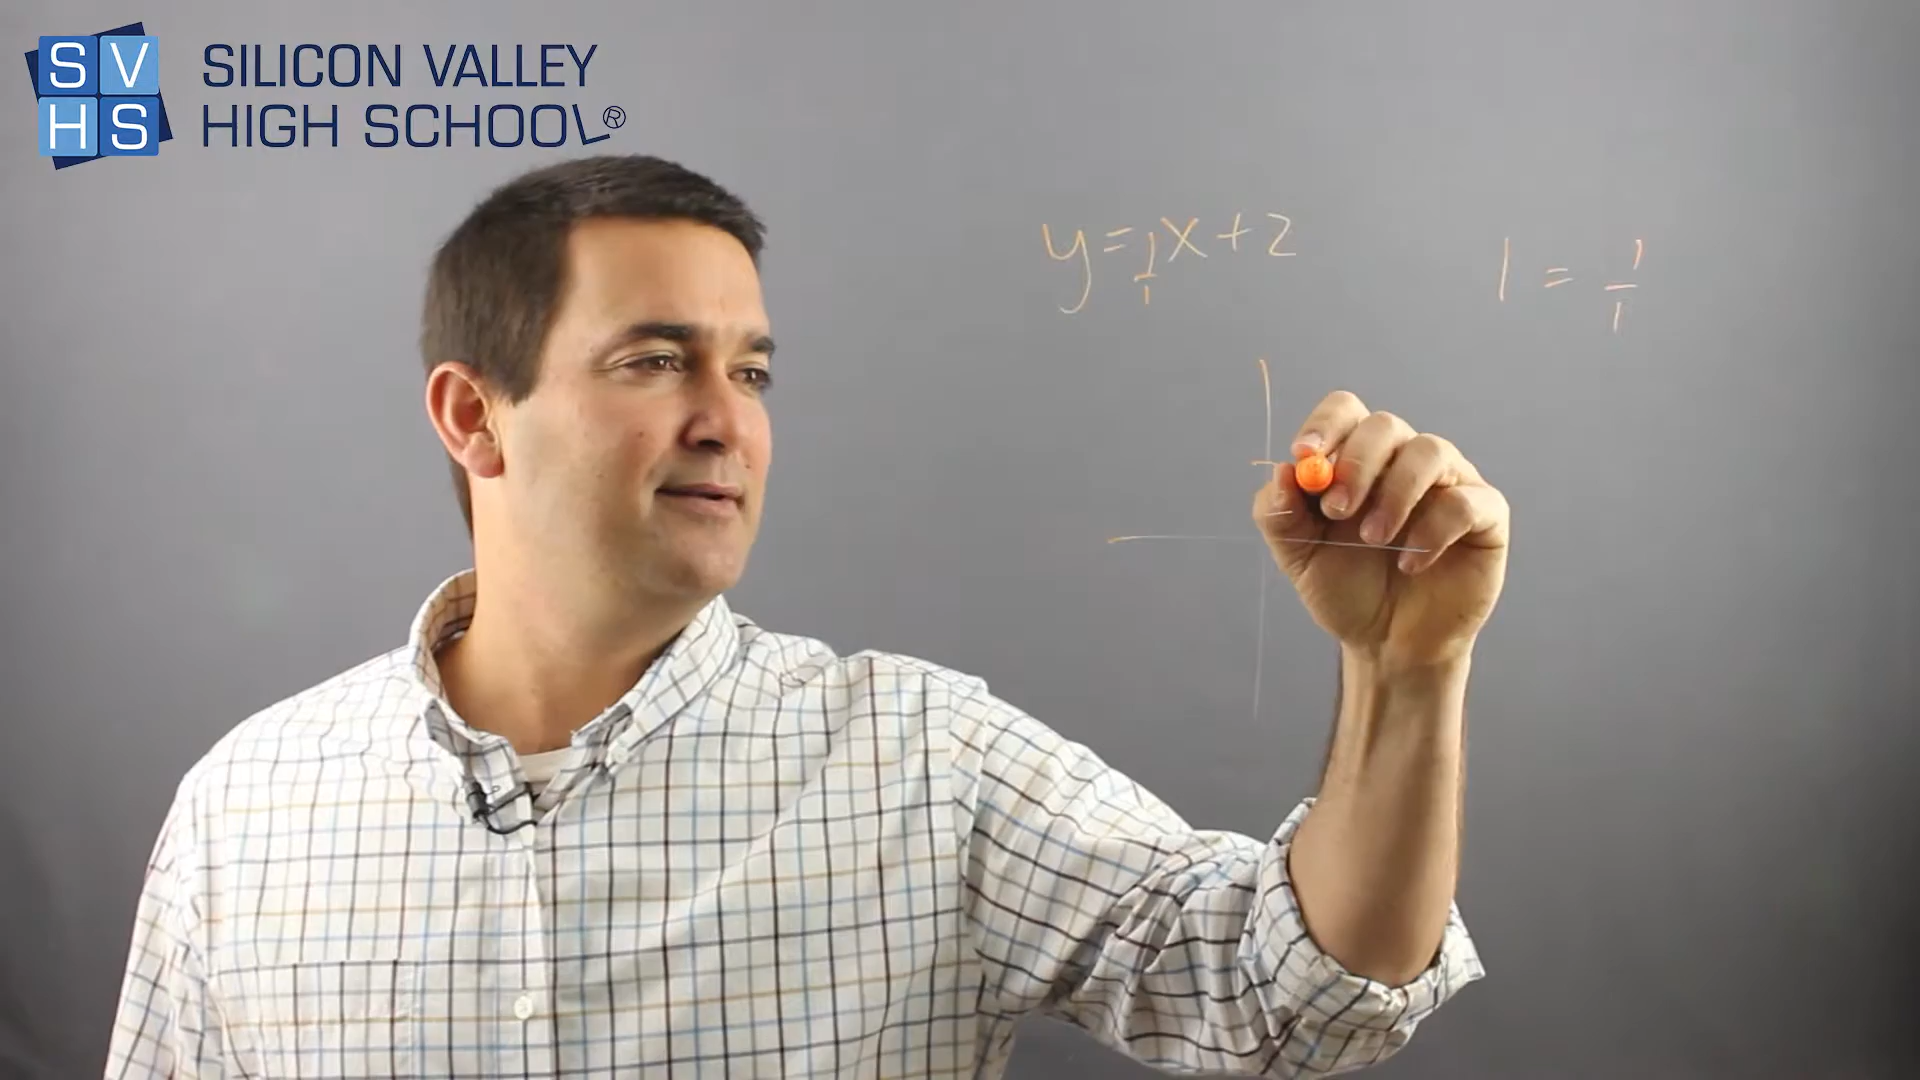 SV
HS
SILICON VALLEY
HIGH SCHOOL®
y=1/1x+2
1=1/1